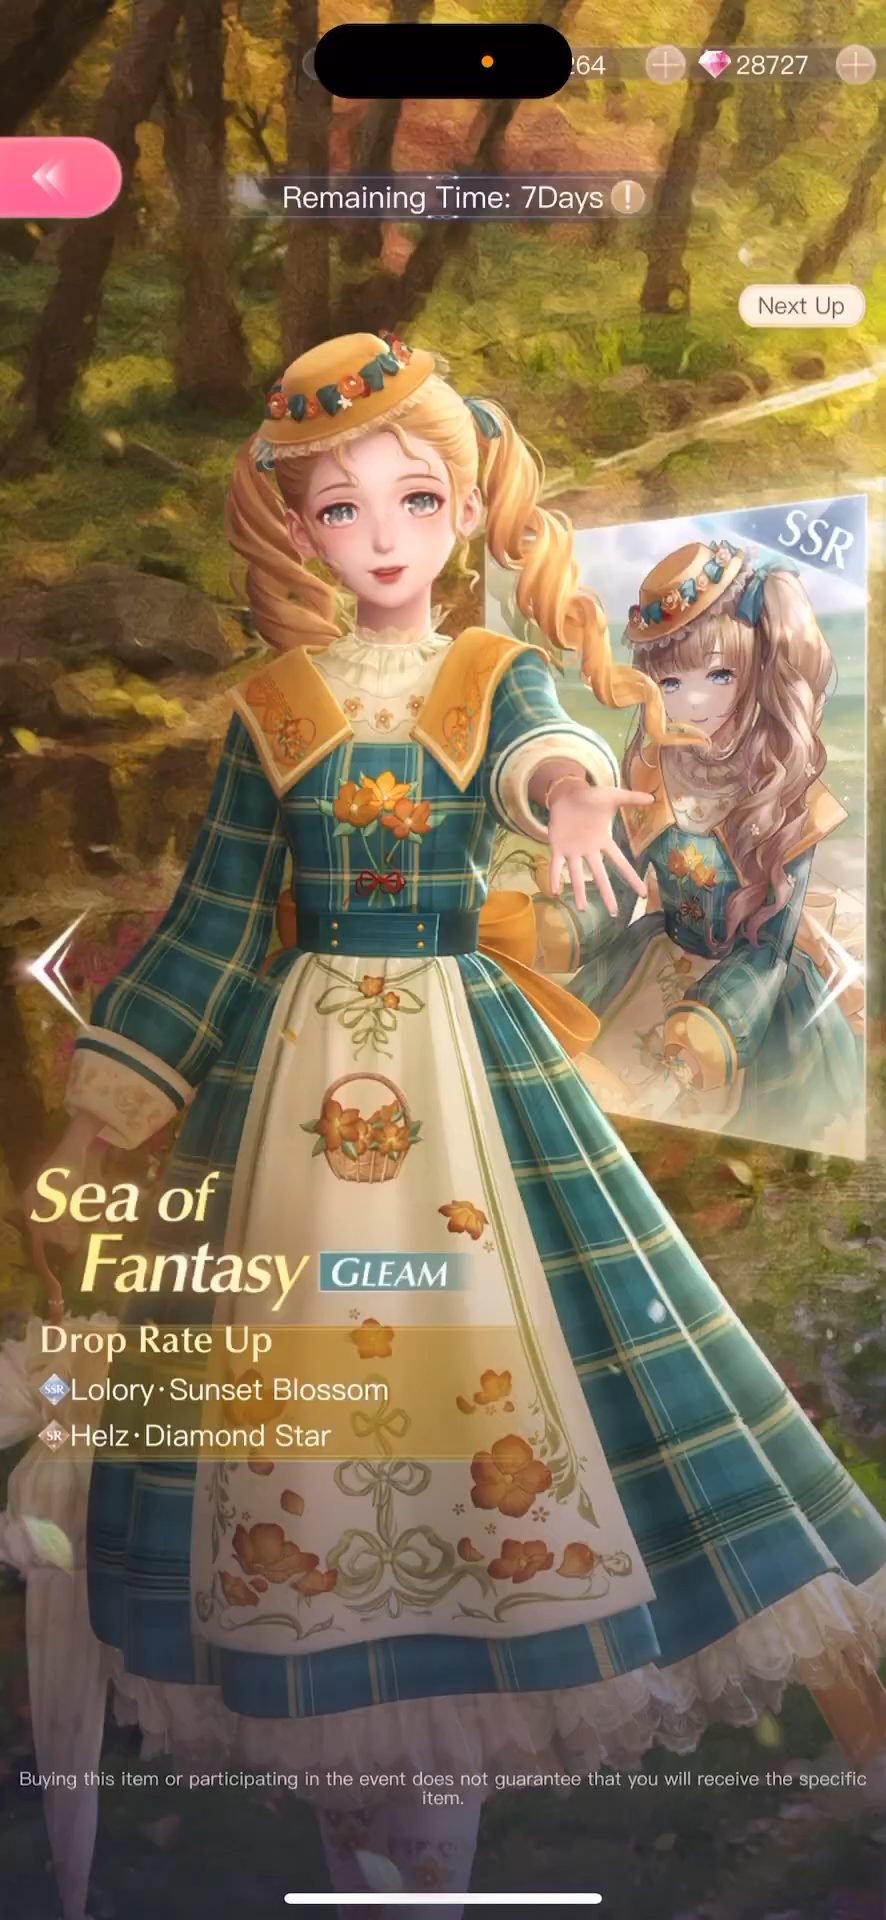 264
28727
Remaining Time: 7Days !
Next Up
SSR
Sea of
Fantasy GLEAM
Drop Rate Up
SSR Lolory·Sunset Blossom
SR Helz·Diamond Star
Buying this item or participating in the event does not guarantee that you will receive the specific
item.